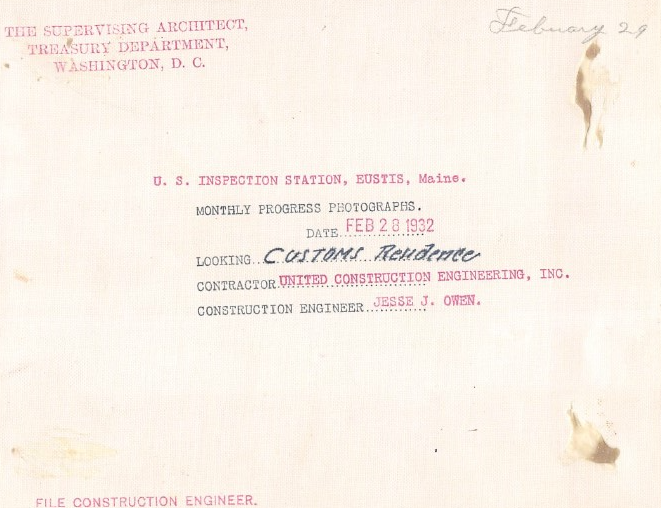 THE SUPERVISING ARCHITECT,
TREASURY DEPARTMENT,
WASHINGTON, D. C.
Febuary 29
U. S. INSPECTION STATION, EUSTIS, Maine.
MONTHLY PROGRESS PHOTOGRAPHS.
DATE FEB 28 1932
LOOKING CUSTOMS Residence
CONTRACTOR UNITED CONSTRUCTION ENGINEERING, INC.
CONSTRUCTION ENGINEER JESSE J. OWEN.
FILE CONSTRUCTION ENGINEER.